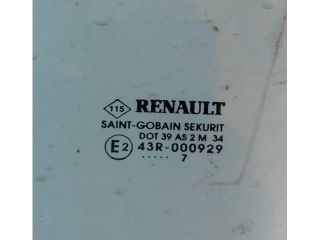 115 RENAULT
SAINT-GOBAIN SEKURIT
DOT 39 AS 2 M 34
E2 43R-000929
..... 7